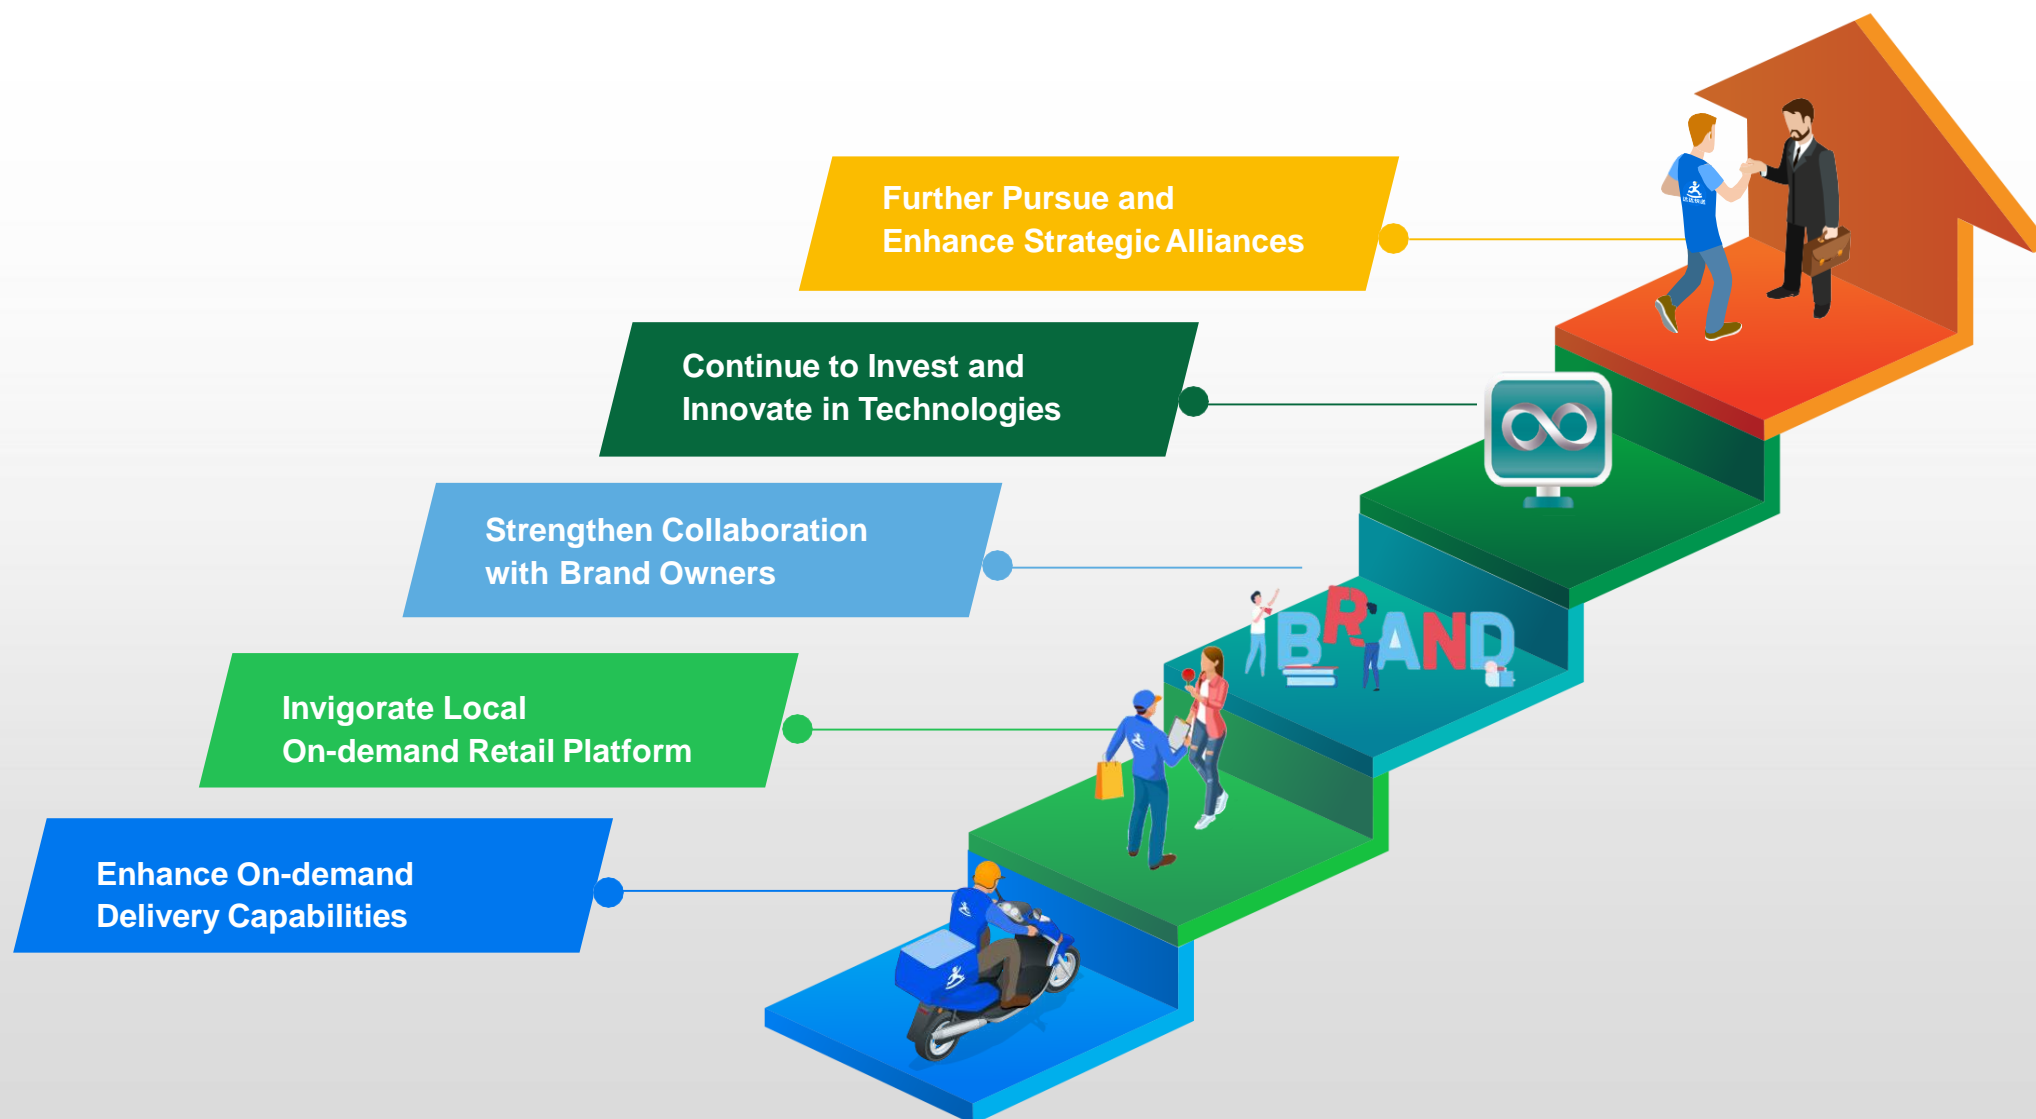 Further Pursue and
Enhance Strategic Alliances
Continue to Invest and
Innovate in Technologies
Strengthen Collaboration
with Brand Owners
BRAND
Invigorate Local
On-demand Retail Platform
Enhance On-demand
Delivery Capabilities